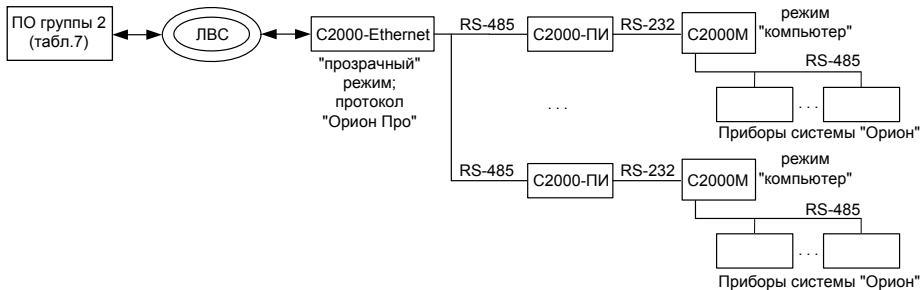 ПО группы 2
(табл.7)
ЛВС
С2000-Ethernet
"прозрачный"
режим;
протокол
"Орион Про"
RS-485
С2000-ПИ
RS-232
С2000М
режим
"компьютер"
RS-485
. . .
Приборы системы "Орион"
. . .
RS-485
С2000-ПИ
RS-232
С2000М
режим
"компьютер"
RS-485
. . .
Приборы системы "Орион"